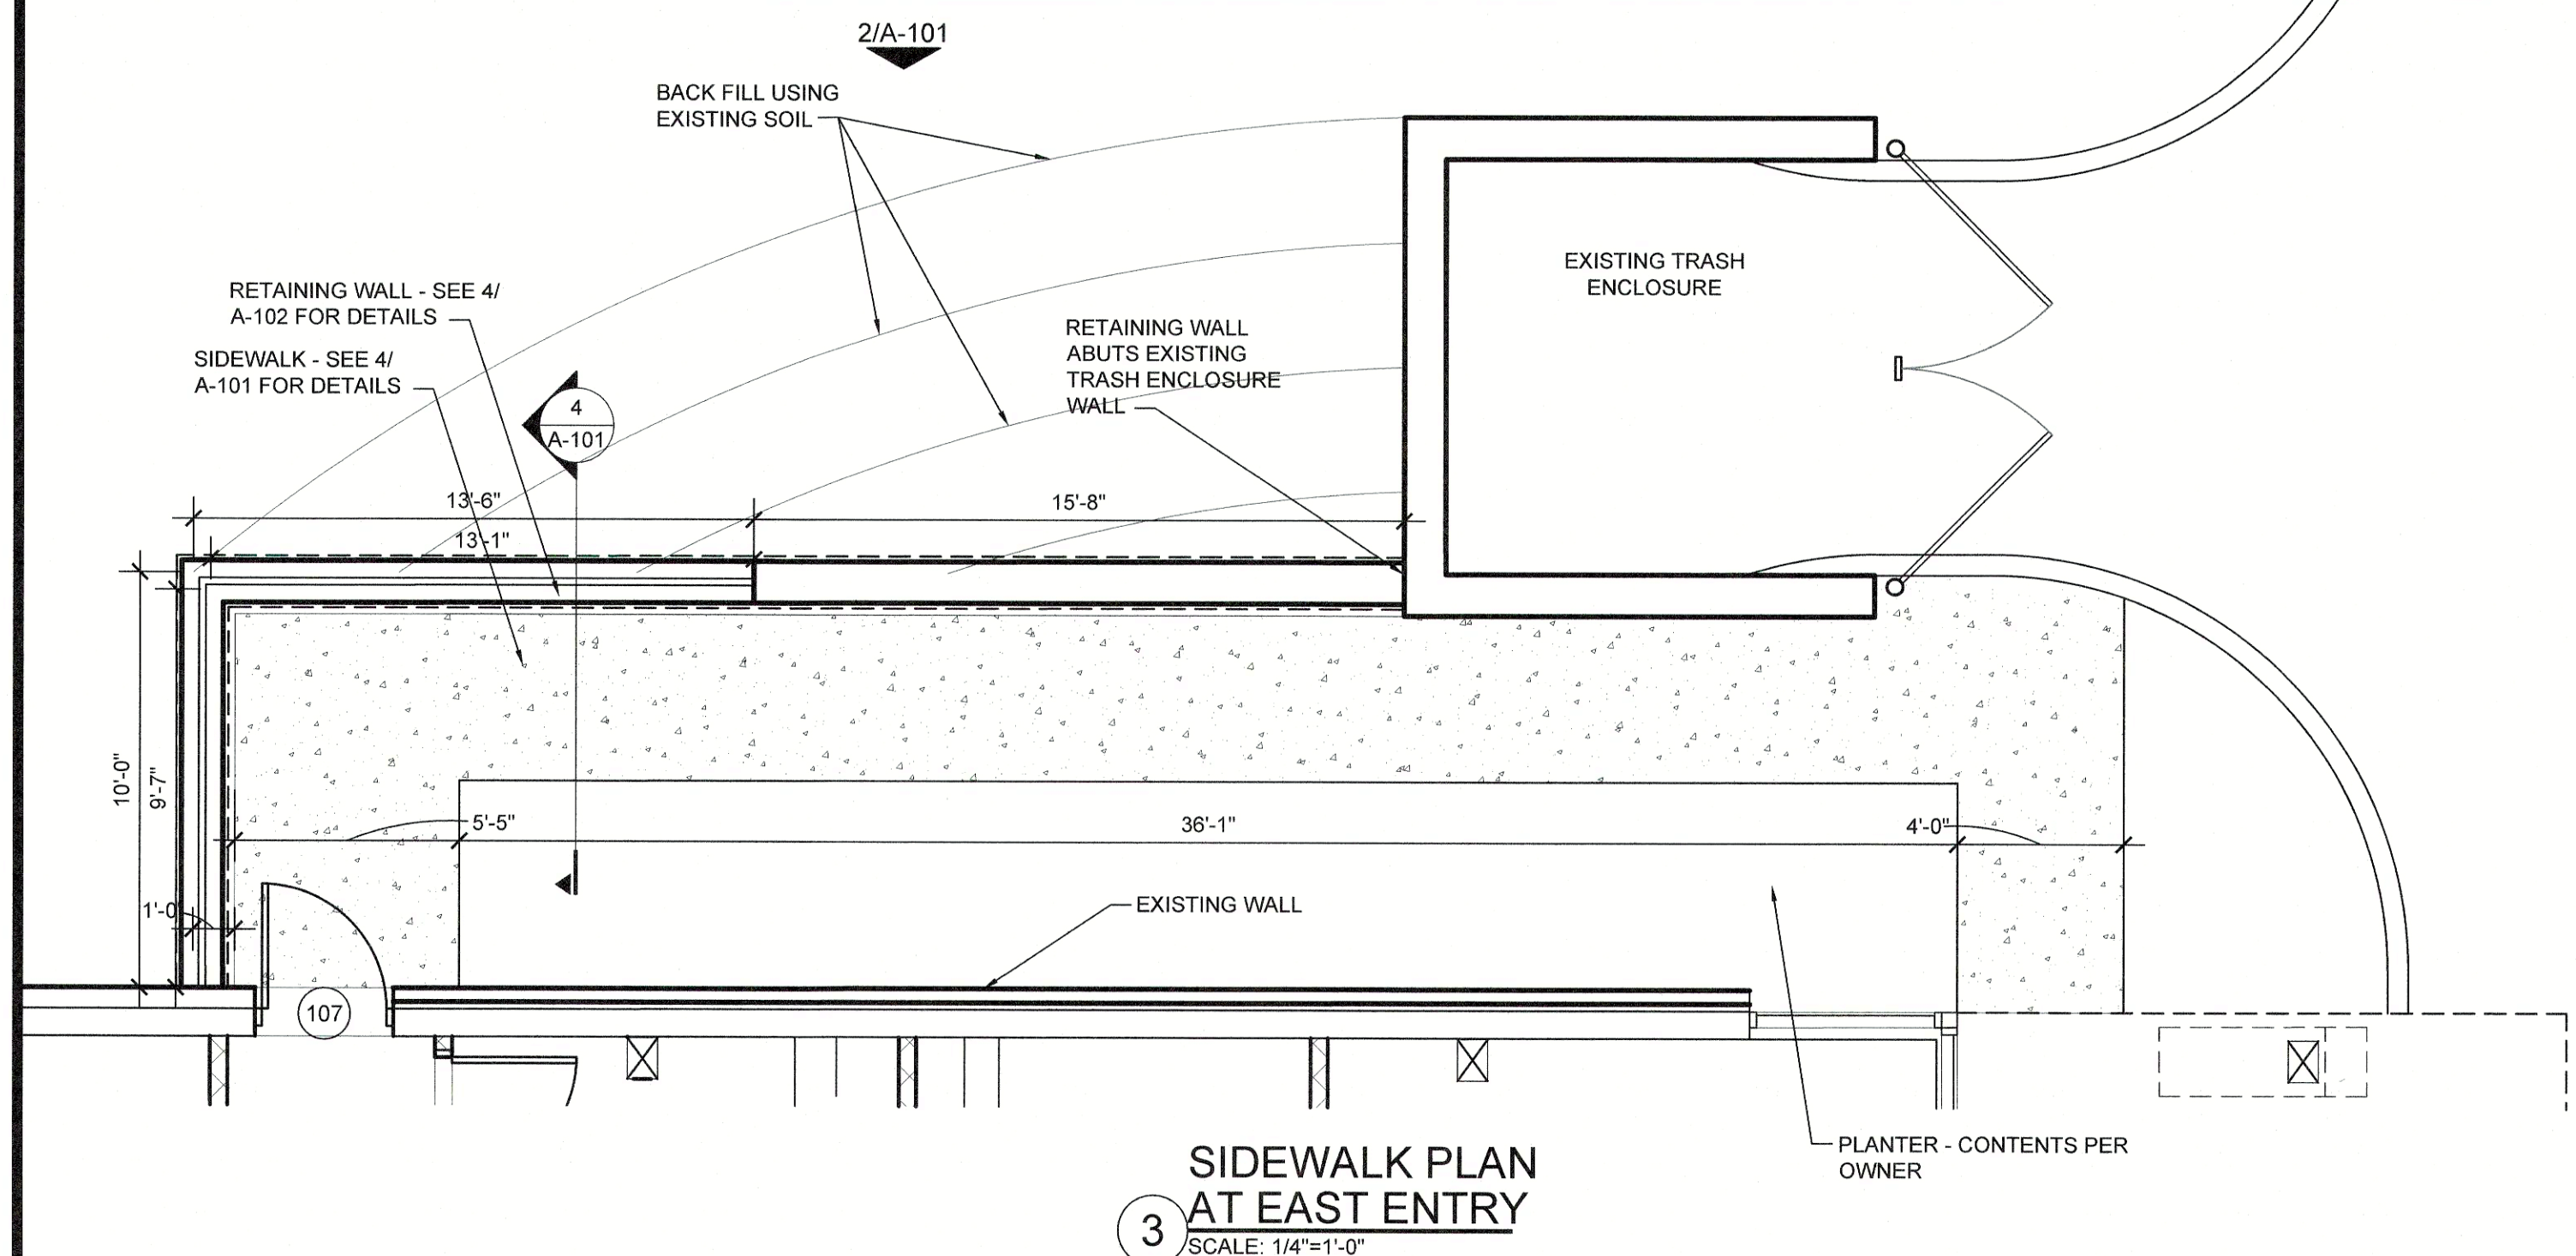 2/A-101
BACK FILL USING
EXISTING SOIL
EXISTING TRASH
ENCLOSURE
RETAINING WALL - SEE 4/
A-102 FOR DETAILS
SIDEWALK - SEE 4/
A-101 FOR DETAILS
RETAINING WALL
ABUTS EXISTING
TRASH ENCLOSURE
WALL
4
A-101
13'-6"
15'-8"
13'-1"
10'-0"
9'-7"
5'-5"
36'-1"
4'-0"
1'-0
EXISTING WALL
107
PLANTER - CONTENTS PER
OWNER
SIDEWALK PLAN
AT EAST ENTRY
3
SCALE: 1/4"=1'-0"